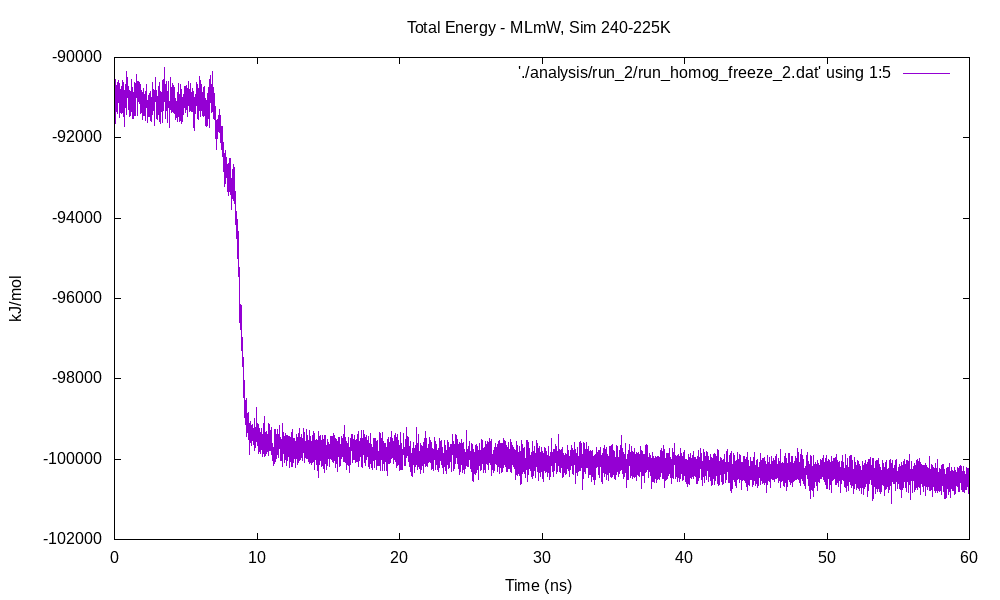 Total Energy - MLmW, Sim 240-225K
'./analysis/run_2/run_homog_freeze_2.dat' using 1:5
-90000
-92000
-94000
-96000
-98000
-100000
-102000
kJ/mol
0 10 20 30 40 50 60
Time (ns)